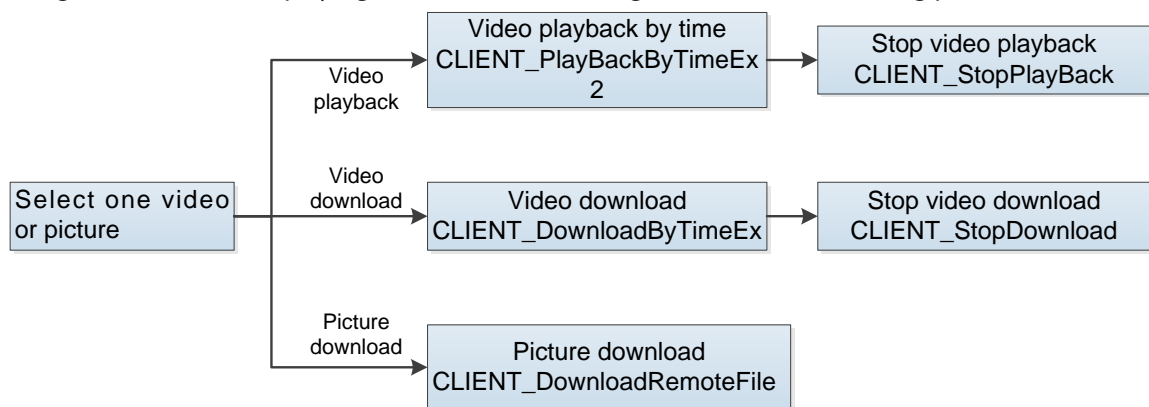 Video playback by time
CLIENT_PlayBackByTimeEx
2
Stop video playback
CLIENT_StopPlayBack
Video
playback
Select one video
or picture
Video
download
Video download
CLIENT_DownloadByTimeEx
Stop video download
CLIENT_StopDownload
Picture
download
Picture download
CLIENT_DownloadRemoteFile